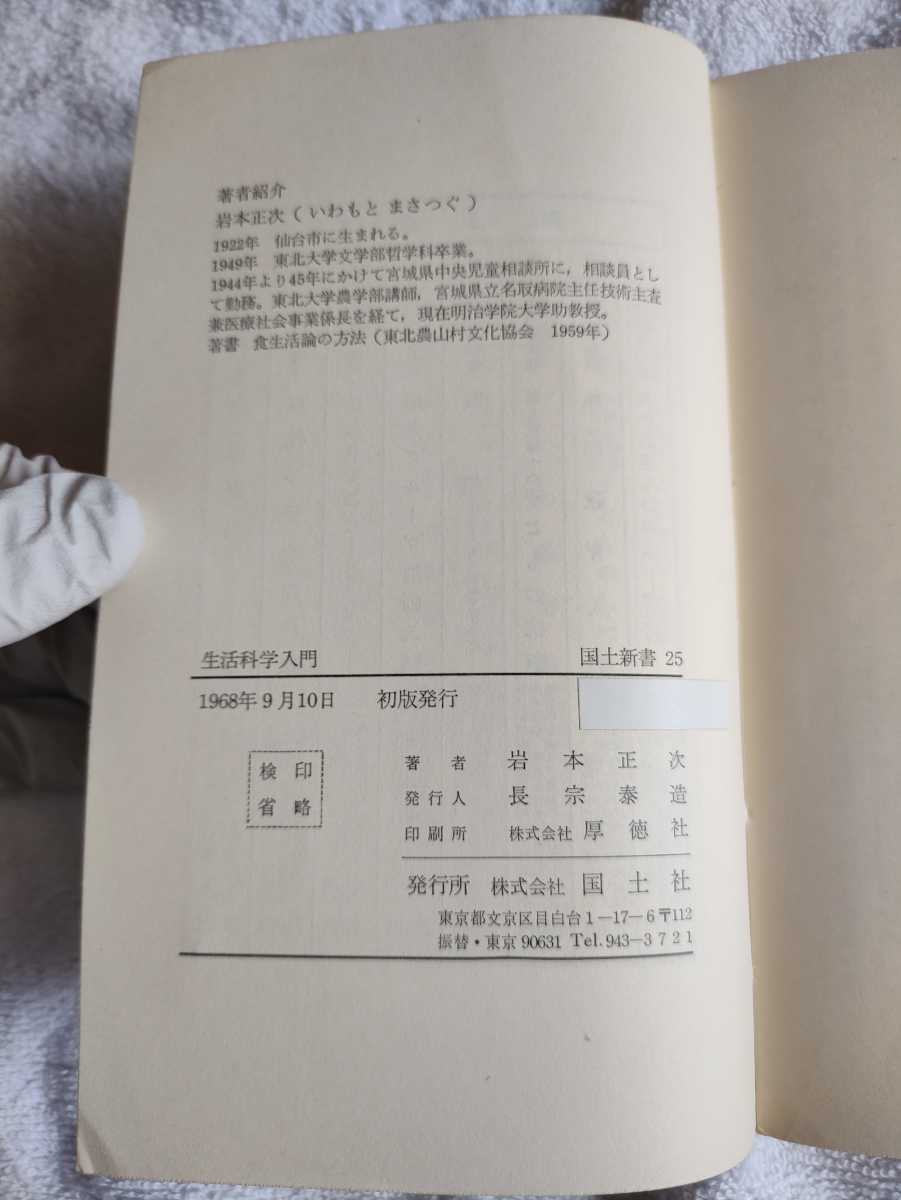 著者紹介
岩本正次(いわもと まさつぐ)
1922年 仙台市に生まれる。
1949年 東北大学文学部哲学科卒業。
1944年より45年にかけて宮城県中央児童相談所に,相談員とし
て勤務。東北大学農学部講師,宮城県立名取病院主任技術主査
兼医療社会事業係長を経て,現在明治学院大学助教授。
著書 食生活論の方法(東北農山村文化協会 1959年)
生活科学入門 国土新書 25
1968年9月10日 初版発行
検印
省略
著者 岩本正次
発行人 長宗泰造
印刷所 株式会社 厚徳社
発行所 株式会社 国土社
東京都文京区目白台1―17―6〒112
振替・東京90631 Tel.943―3721